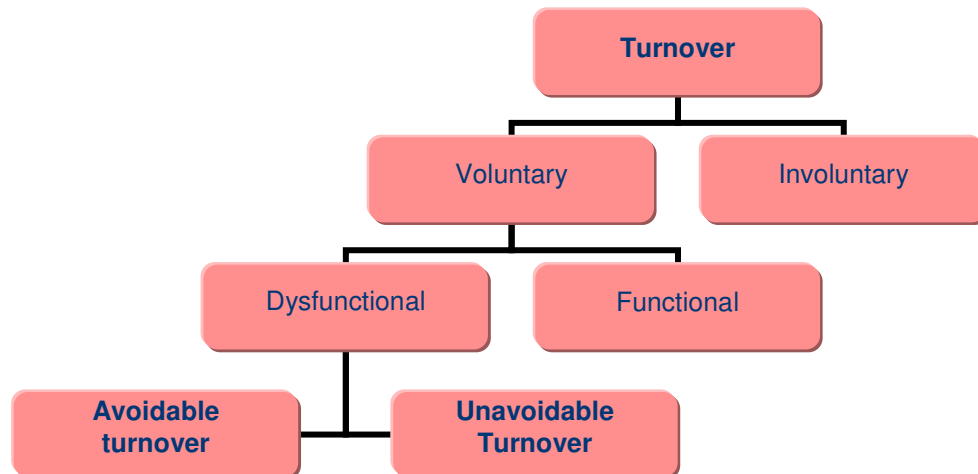 Turnover
Voluntary
Involuntary
Dysfunctional
Functional
Avoidable
turnover
Unavoidable
Turnover